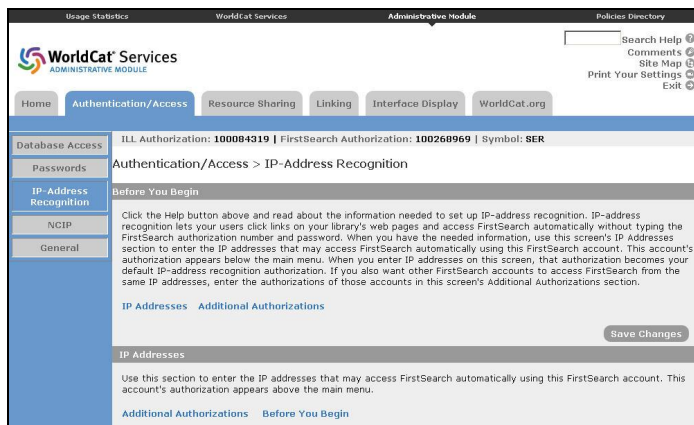 Usage Statistics WorldCat Services Administrative Module Policies Directory
Search Help
Comments
Site Map
Print Your Settings
Exit
WorldCat® Services
ADMINISTRATIVE MODULE
Home Authentication/Access Resource Sharing Linking Interface Display WorldCat.org
Database Access
Passwords
IP-Address
Recognition
NCIP
General
ILL Authorization: 100084319 | FirstSearch Authorization: 100268969 | Symbol: SER
Authentication/Access > IP-Address Recognition
Before You Begin
Click the Help button above and read about the information needed to set up IP-address recognition. IP-address
recognition lets your users click links on your library's web pages and access FirstSearch automatically without typing the
FirstSearch authorization number and password. When you have the needed information, use this screen's IP Addresses
section to enter the IP addresses that may access FirstSearch automatically using this FirstSearch account. This account's
authorization appears below the main menu. When you enter IP addresses on this screen, that authorization becomes your
default IP-address recognition authorization. If you also want other FirstSearch accounts to access FirstSearch from the
same IP addresses, enter the authorizations of those accounts in this screen's Additional Authorizations section.
IP Addresses Additional Authorizations
Save Changes
IP Addresses
Use this section to enter the IP addresses that may access FirstSearch automatically using this FirstSearch account. This
account's authorization appears above the main menu.
Additional Authorizations Before You Begin